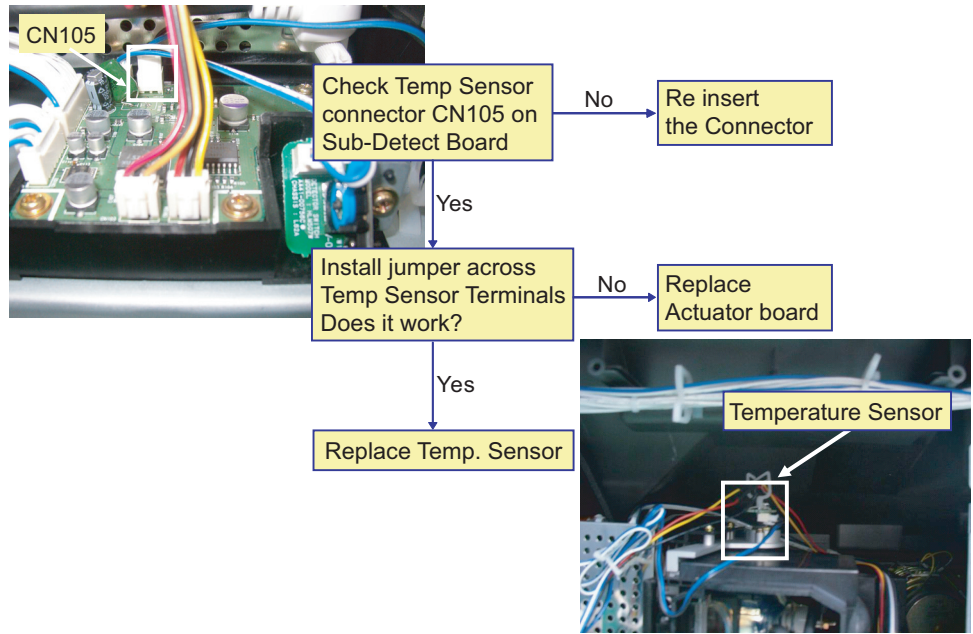 CN105
Check Temp Sensor
connector CN105 on
Sub-Detect Board
No
Re insert
the Connector
Yes
Install jumper across
Temp Sensor Terminals
Does it work?
No
Replace
Actuator board
Yes
Replace Temp. Sensor
Temperature Sensor